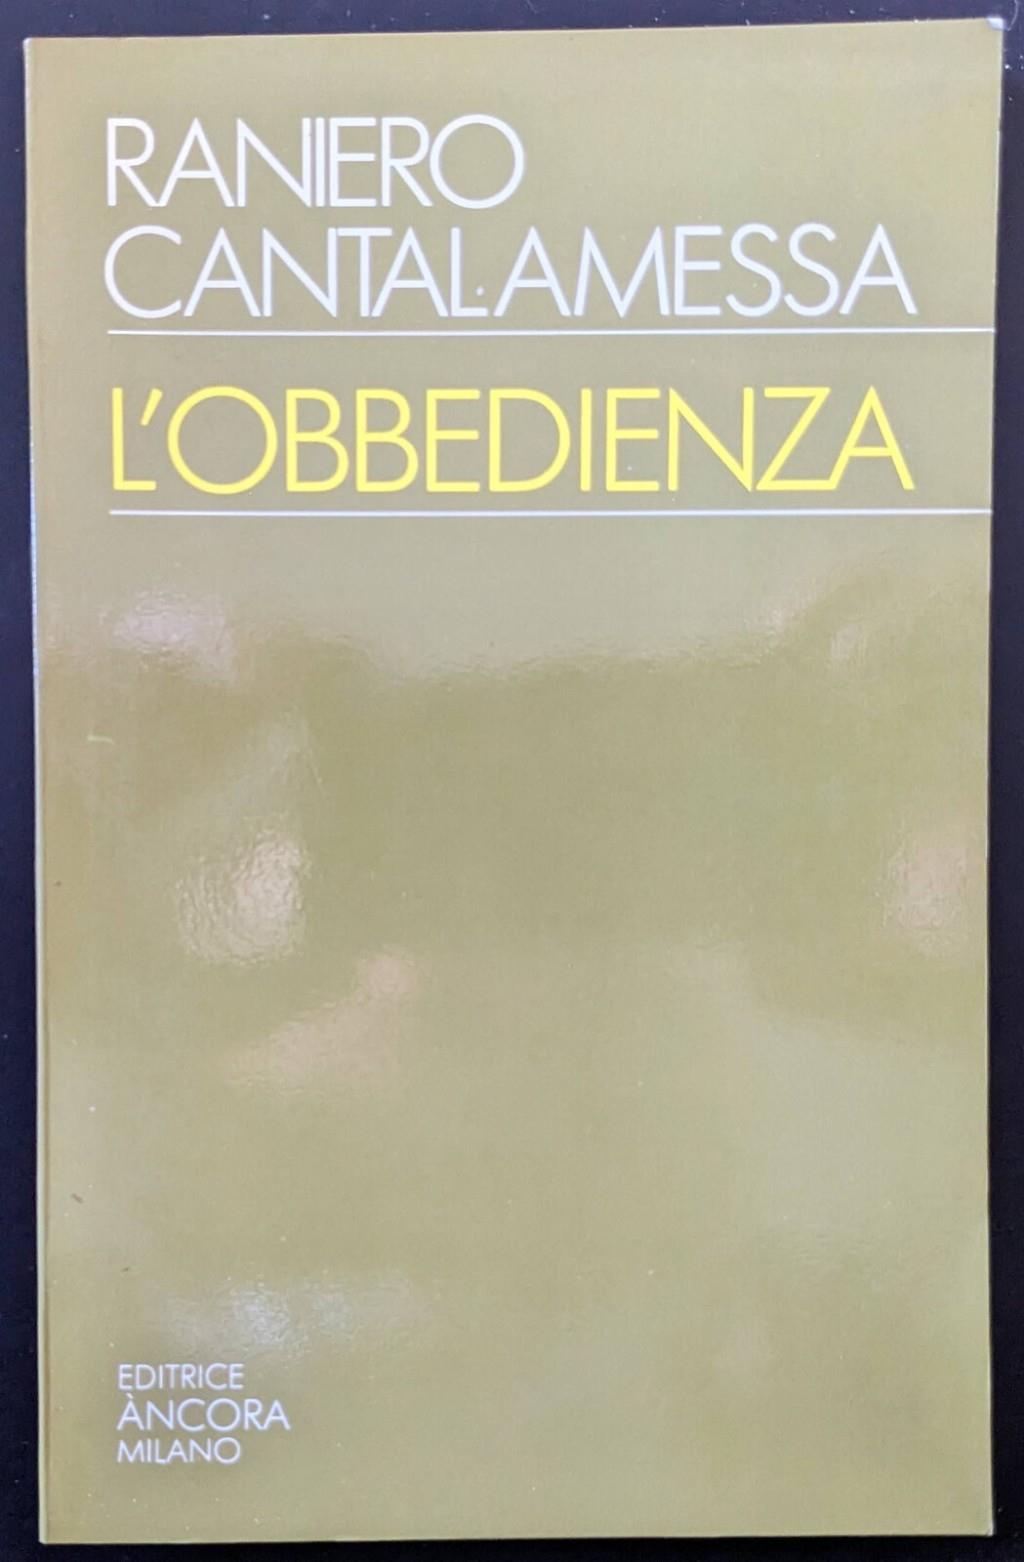 RANIERO
CANTALAMESSA
L'OBBEDIENZA
EDITRICE
ÀNCORA
MILANO